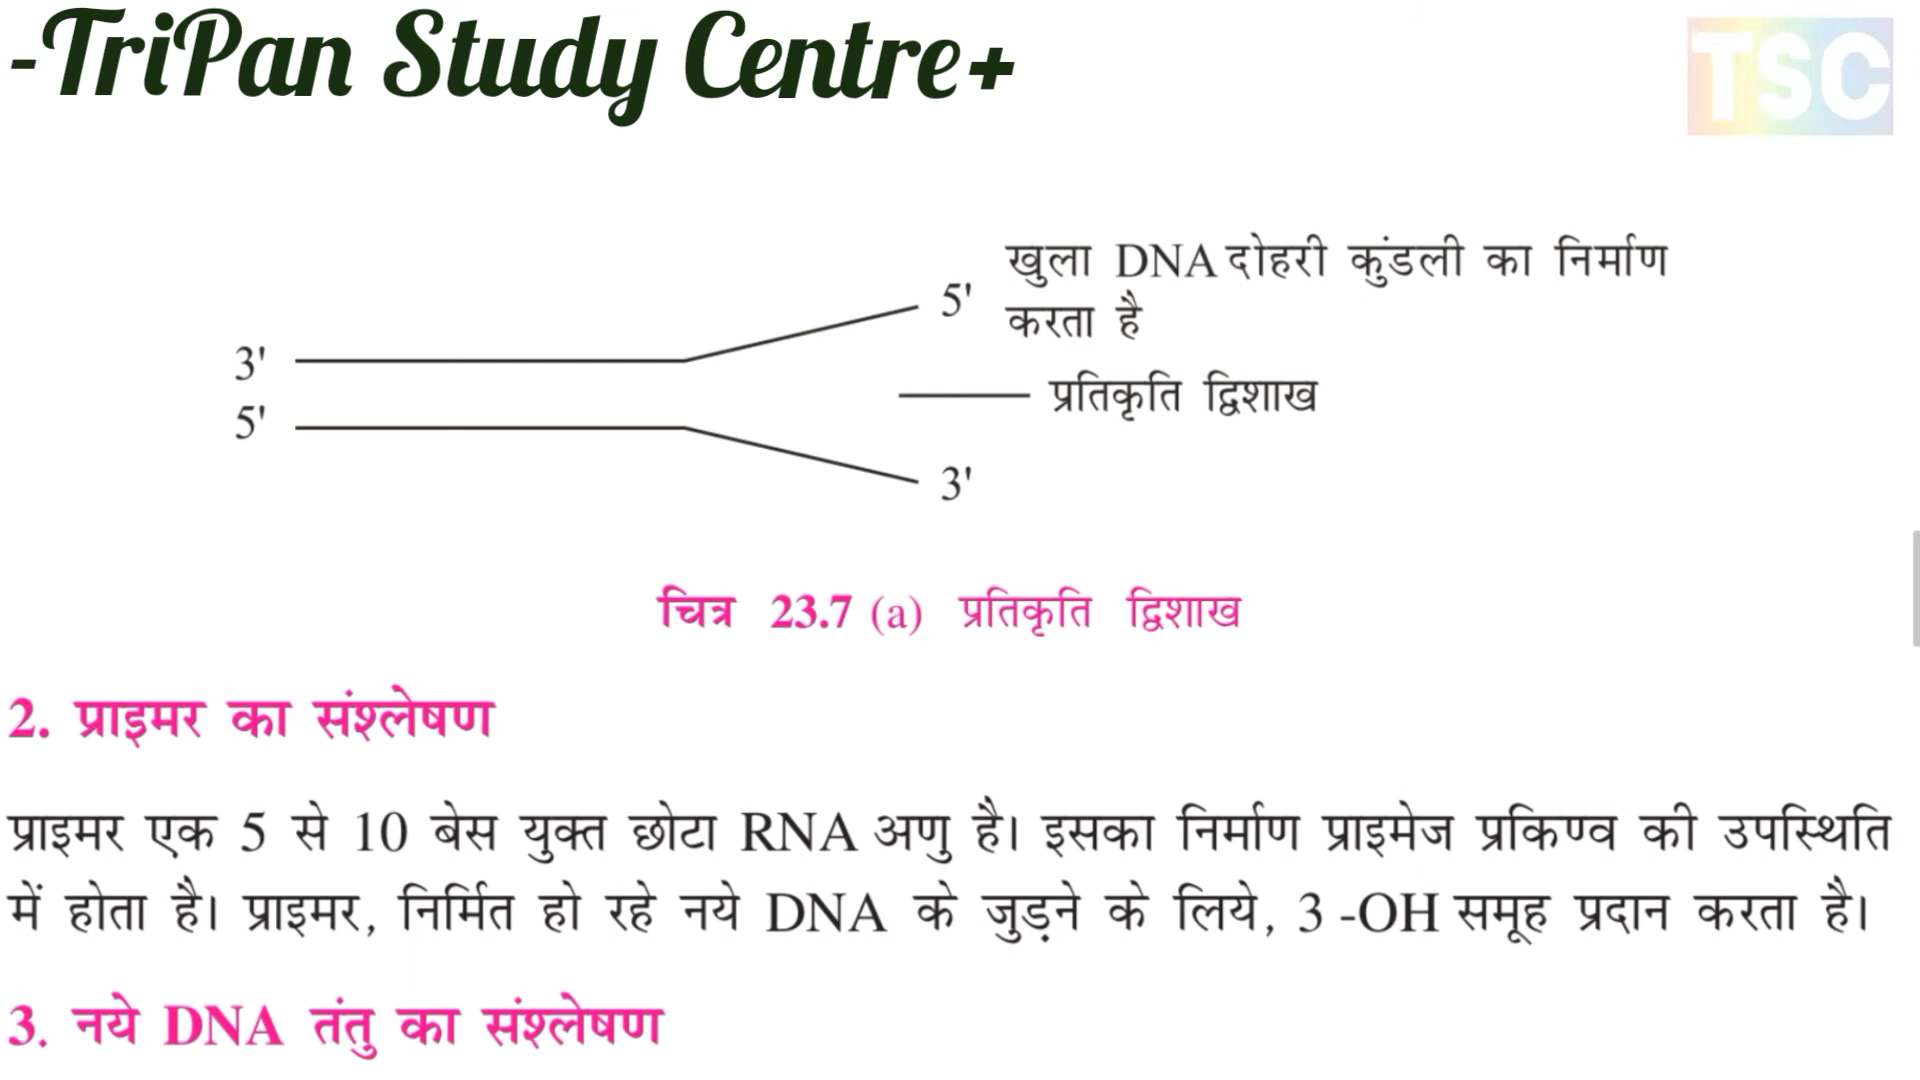 -TriPan Study Centre+
TSC
खुला DNA दोहरी कुंडली का निर्माण
5'
करता है
3'
प्रतिकृति द्विशाख
5'
3'
चित्र 23.7 (a) प्रतिकृति द्विशाख
2. प्राइमर का संश्लेषण
प्राइमर एक 5 से 10 बेस युक्त छोटा RNA अणु है। इसका निर्माण प्राइमेज प्रकिण्व की उपस्थिति
में होता है। प्राइमर, निर्मित हो रहे नये DNA के जुड़ने के लिये, 3 -OH समूह प्रदान करता है।
3. नये DNA तंतु का संश्लेषण